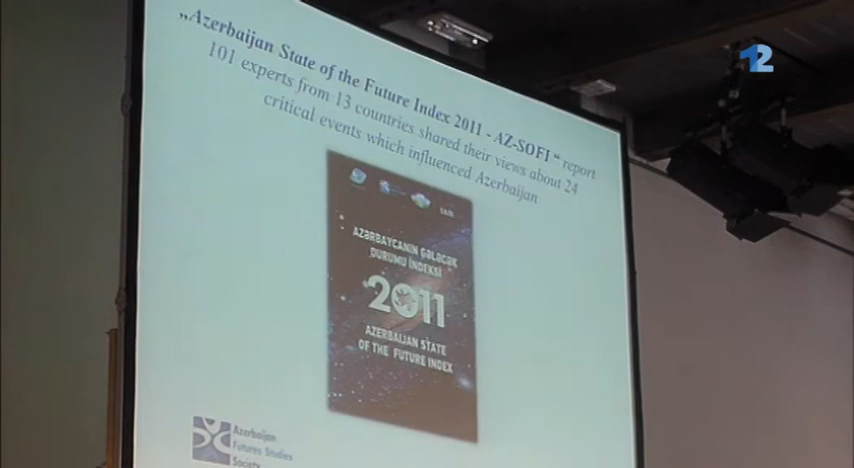 „Azerbaijan State of the Future Index 2011 - AZ-SOFI “ report
101 experts from 13 countries shared their views about 24
critical events which influenced Azerbaijan
AZƏRBAYCANIN GƏLƏCƏK
DURUMU İNDEKSİ
2011
AZERBAIJAN STATE
OF THE FUTURE INDEX
Azerbaijan
Futures Studies
Society
12